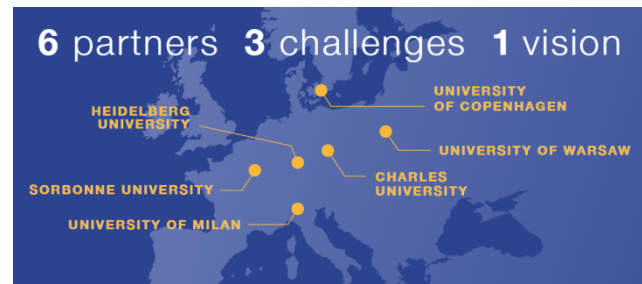 6 partners 3 challenges 1 vision
UNIVERSITY
OF COPENHAGEN
HEIDELBERG
UNIVERSITY
UNIVERSITY OF WARSAW
CHARLES
UNIVERSITY
SORBONNE UNIVERSITY
UNIVERSITY OF MILAN